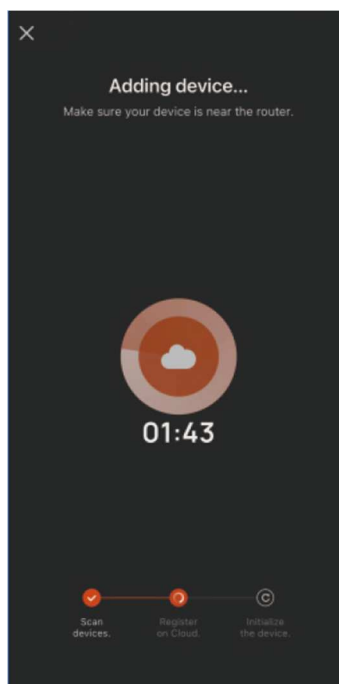 Adding device...
Make sure your device is near the router.
01:43
Scan
devices.
Register
on Cloud.
Initialize
the device.